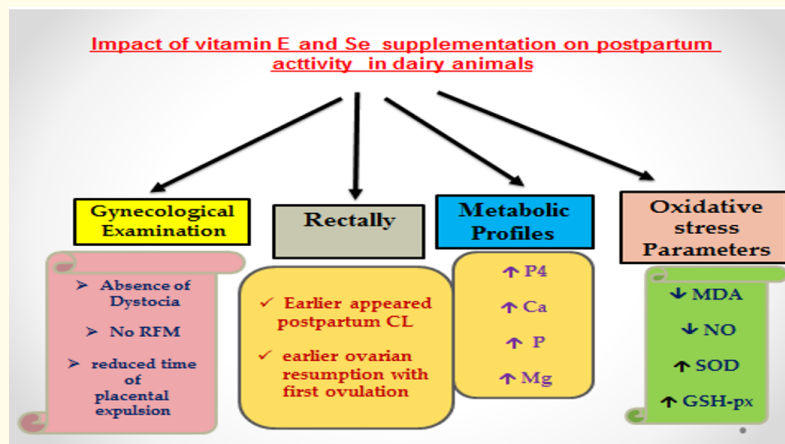 Impact of vitamin E and Se supplementation on postpartum
acttivity in dairy animals
Gynecological
Examination
➢ Absence of
Dystocia
➢ No RFM
➢ reduced time
of
placental
expulsion
Rectally
✓ Earlier appeared
postpartum CL
✓ earlier ovarian
resumption with
first ovulation
Metabolic
Profiles
↑ P4
↑ Ca
↑ P
↑ Mg
Oxidative
stress
Parameters
↓ MDA
↓ NO
↑ SOD
↑ GSH-px